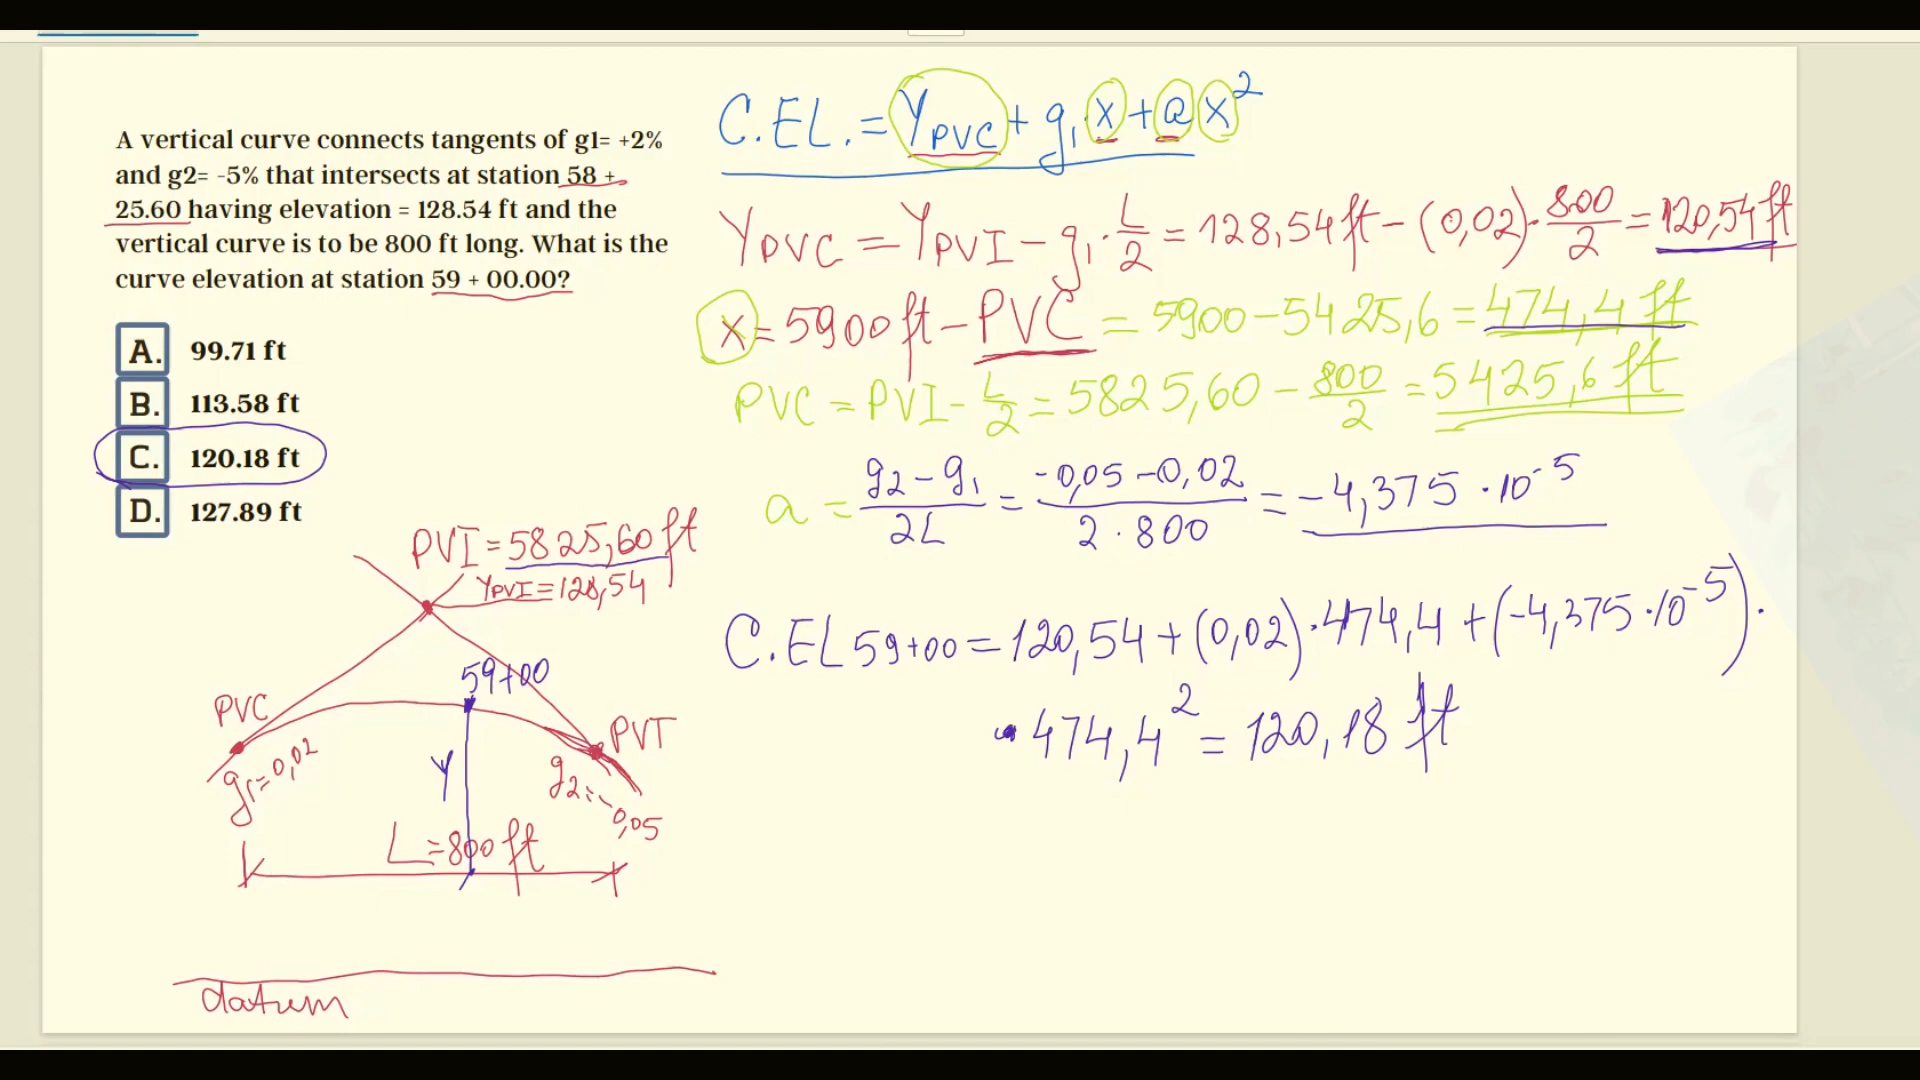 A vertical curve connects tangents of g1= +2%
and g2= -5% that intersects at station 58 +
25.60 having elevation = 128.54 ft and the
vertical curve is to be 800 ft long. What is the
curve elevation at station 59 + 00.00?
A. 99.71 ft
B. 113.58 ft
C. 120.18 ft
D. 127.89 ft
PVI = 5825,60 ft
YPVI = 128,54
59+00
PVC
PVT
g1 = 0,02
Y
g2 = -0,05
L = 800 ft
datum
C.EL. = YPVC + g1 x + a x²
YPVC = YPVI - g1 · L/2 = 128,54 ft - (0,02) · 800/2 = 120,54 ft
x = 5900 ft - PVC = 5900 - 5425,6 = 474,4 ft
PVC = PVI - L/2 = 5825,60 - 800/2 = 5425,6 ft
a = g2 - g1 / 2L = -0,05 - 0,02 / 2 · 800 = -4,375 · 10⁻⁵
C.EL 59+00 = 120,54 + (0,02) · 474,4 + (-4,375 · 10⁻⁵) ·
· 474,4² = 120,18 ft